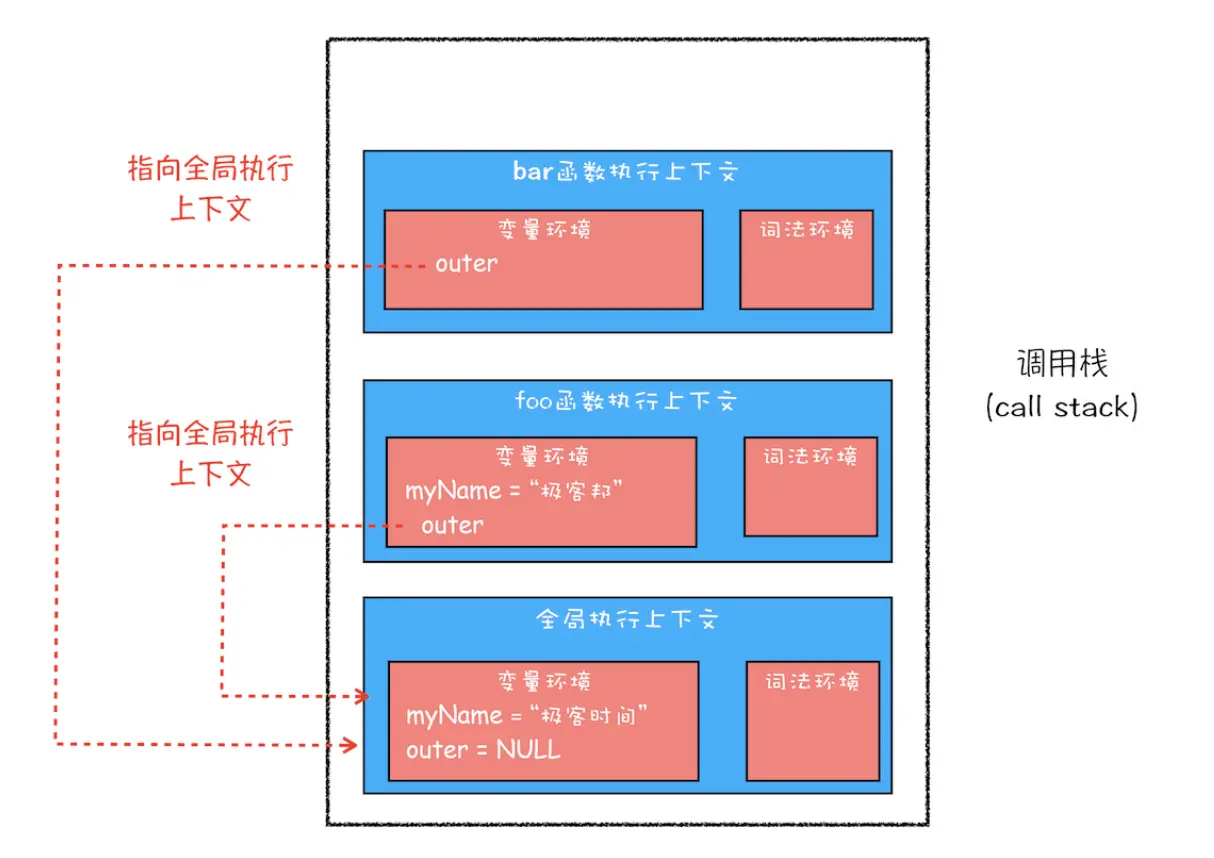 指向全局执行
上下文
bar函数执行上下文
变量环境
outer
词法环境
指向全局执行
上下文
foo函数执行上下文
变量环境
myName = “极客邦”
outer
词法环境
全局执行上下文
变量环境
myName = “极客时间”
outer = NULL
词法环境
调用栈
(call stack)